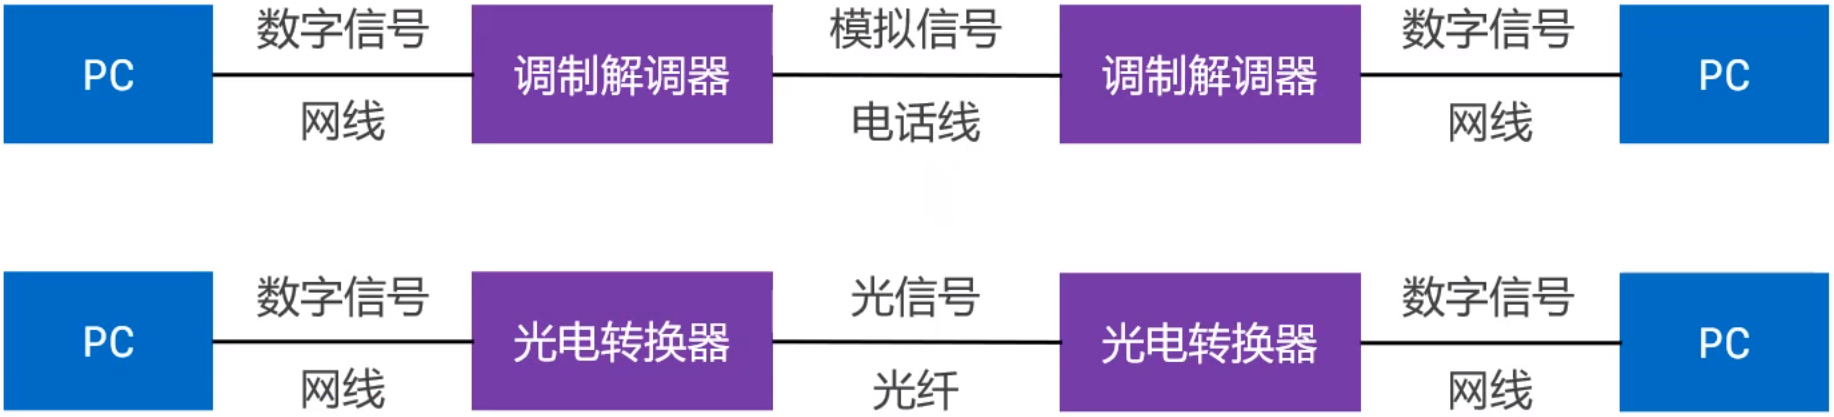 数字信号 模拟信号 数字信号
PC 调制解调器 调制解调器 PC
网线 电话线 网线
数字信号 光信号 数字信号
PC 光电转换器 光电转换器 PC
网线 光纤 网线